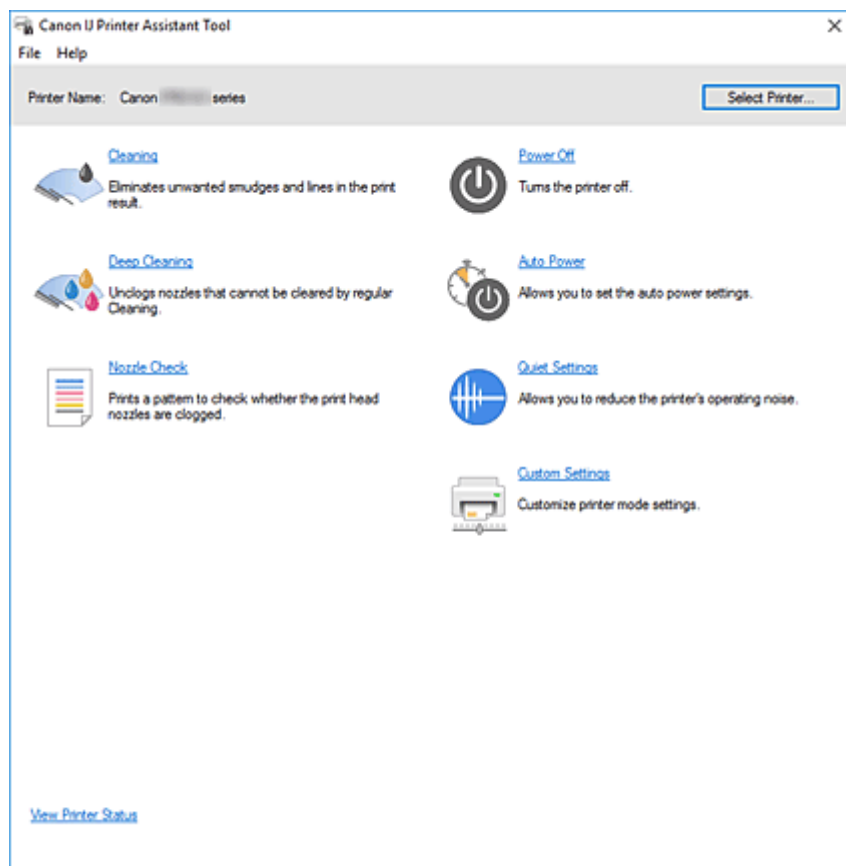 Canon IJ Printer Assistant Tool
File Help
Printer Name: Canon series
Select Printer...
Cleaning
Eliminates unwanted smudges and lines in the print
result.
Deep Cleaning
Unclogs nozzles that cannot be cleared by regular
Cleaning.
Nozzle Check
Prints a pattern to check whether the print head
nozzles are clogged.
Power Off
Turns the printer off.
Auto Power
Allows you to set the auto power settings.
Quiet Settings
Allows you to reduce the printer's operating noise.
Custom Settings
Customize printer mode settings.
View Printer Status